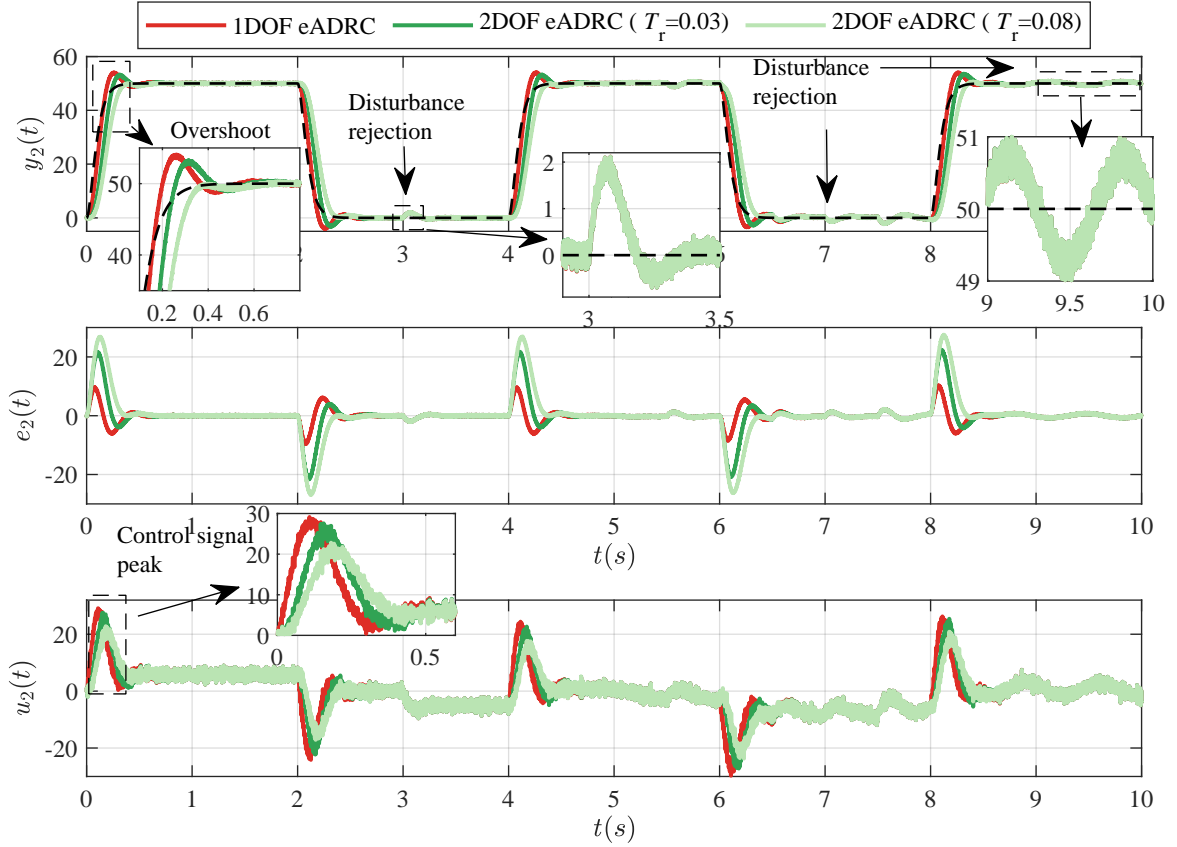 1DOF eADRC 2DOF eADRC ( T_r=0.03) 2DOF eADRC ( T_r=0.08)
60
40
20
0
y_2(t)
Disturbance
rejection
Disturbance
rejection
Overshoot
50
40
0.2 0.4 0.6
2
1
0
3 3.5
51
50
49
9 9.5 10
0 1 2 3 4 5 6 7 8
20
0
-20
e_2(t)
0 1 2 3 4 5 6 7 8 9 10
t(s)
Control signal
peak
30
20
10
0
0 0.5
20
0
-20
u_2(t)
0 1 2 3 4 5 6 7 8 9 10
t(s)